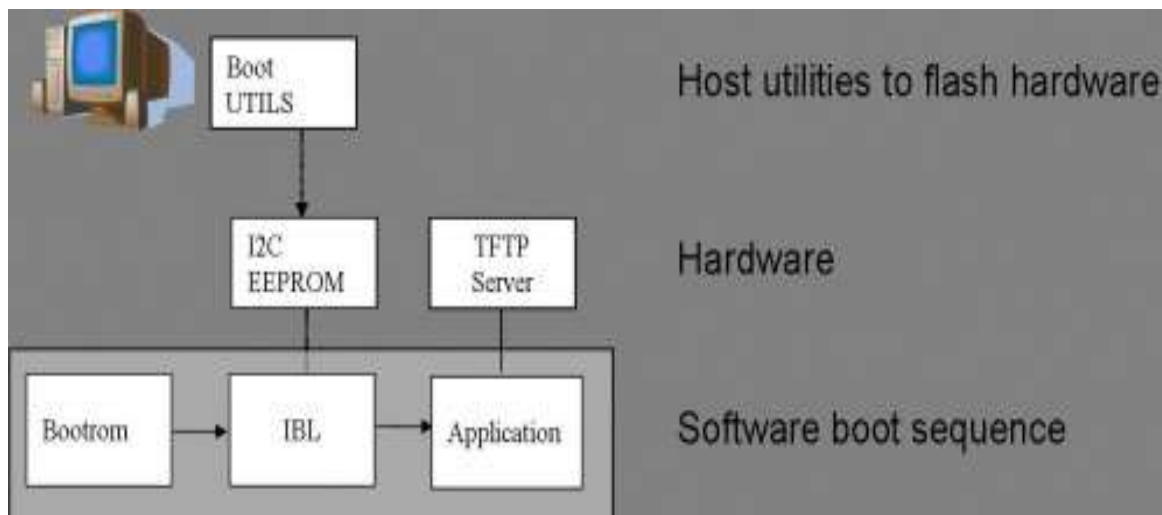 Boot
UTILS
Host utilities to flash hardware
I2C
EEPROM
TFTP
Server
Hardware
Bootrom
IBL
Application
Software boot sequence